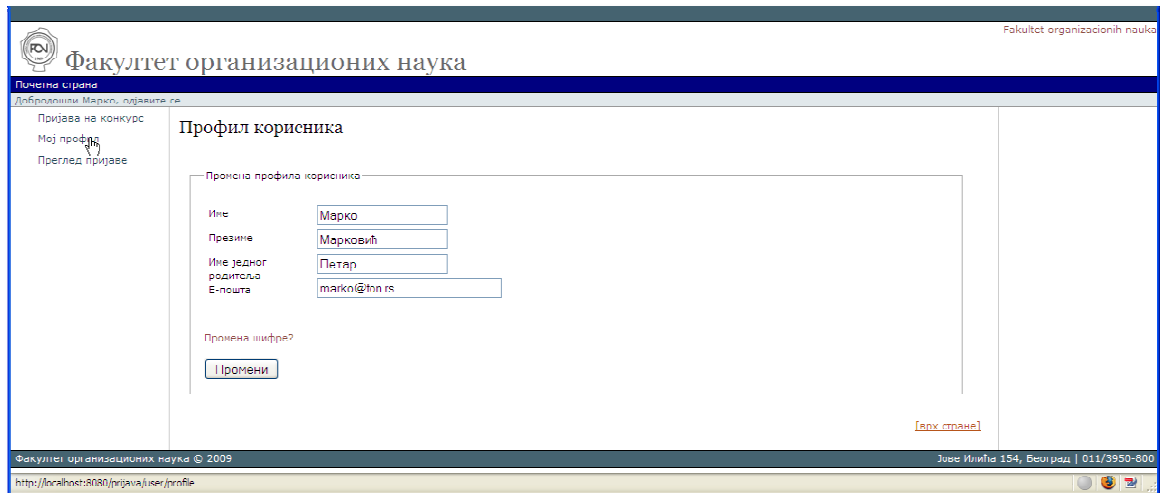 Fakultet organizacionih nauka
FON
Факултет организационих наука
Почетна страна
Добродошли Марко, одјавите се
Пријава на конкурс
Мој профил
Преглед пријаве
Профил корисника
Промена профила корисника
Име
Марко
Презиме
Марковић
Име једног
родитеља
Петар
Е-пошта
marko@fon.rs
Промена шифре?
Промени
[врх стране]
Факултет организационих наука © 2009
Јове Илића 154, Београд | 011/3950-800
http://localhost:8080/prijava/user/profile